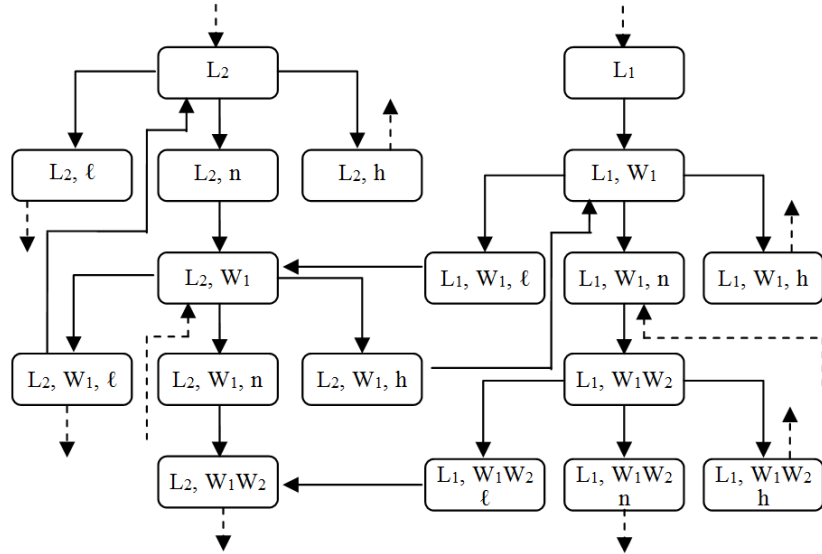 L₂
L₁
L₂, ℓ
L₂, n
L₂, h
L₁, W₁
L₂, W₁
L₁, W₁, ℓ
L₁, W₁, n
L₁, W₁, h
L₂, W₁, ℓ
L₂, W₁, n
L₂, W₁, h
L₁, W₁W₂
L₂, W₁W₂
L₁, W₁W₂
ℓ
L₁, W₁W₂
n
L₁, W₁W₂
h